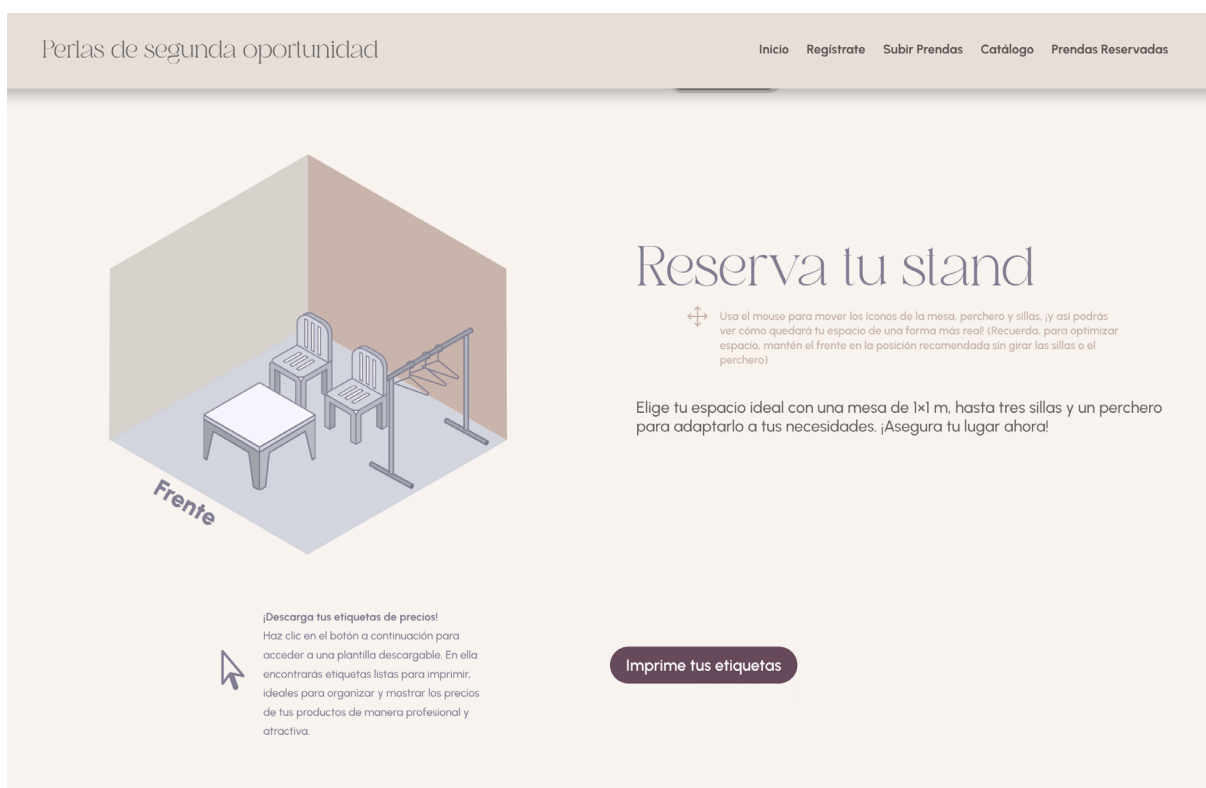 Perlas de segunda oportunidad
Inicio Regístrate Subir Prendas Catálogo Prendas Reservadas
Reserva tu stand
Usa el mouse para mover los íconos de la mesa, perchero y sillas, ¡y así podrás
ver cómo quedará tu espacio de una forma más real! (Recuerda, para optimizar
espacio, mantén el frente en la posición recomendada sin girar las sillas o el
perchero)
Elige tu espacio ideal con una mesa de 1×1 m, hasta tres sillas y un perchero
para adaptarlo a tus necesidades. ¡Asegura tu lugar ahora!
Frente
¡Descarga tus etiquetas de precios!
Haz clic en el botón a continuación para
acceder a una plantilla descargable. En ella
encontrarás etiquetas listas para imprimir,
ideales para organizar y mostrar los precios
de tus productos de manera profesional y
atractiva.
Imprime tus etiquetas